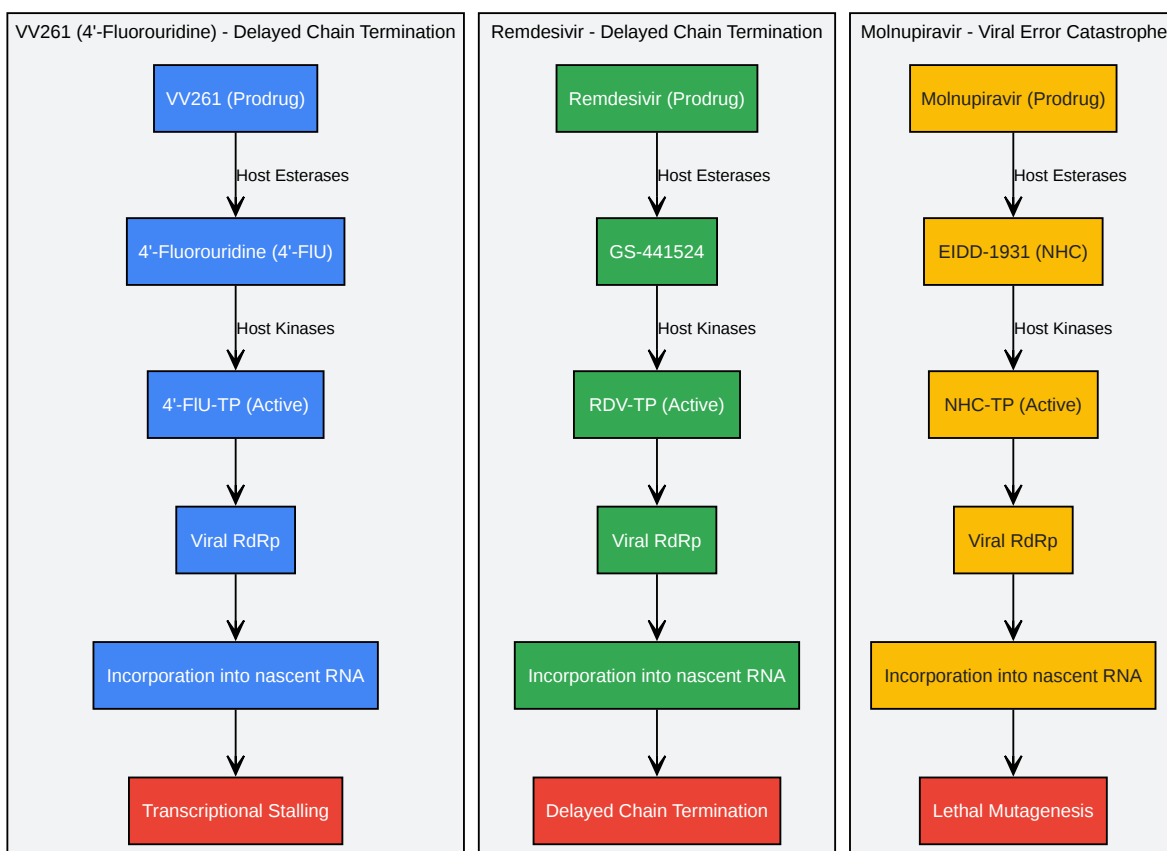 VV261 (4'-Fluorouridine) - Delayed Chain Termination
VV261 (Prodrug)
Host Esterases
4'-Fluorouridine (4'-FlU)
Host Kinases
4'-FlU-TP (Active)
Viral RdRp
Incorporation into nascent RNA
Transcriptional Stalling
Remdesivir - Delayed Chain Termination
Remdesivir (Prodrug)
Host Esterases
GS-441524
Host Kinases
RDV-TP (Active)
Viral RdRp
Incorporation into nascent RNA
Delayed Chain Termination
Molnupiravir - Viral Error Catastrophe
Molnupiravir (Prodrug)
Host Esterases
EIDD-1931 (NHC)
Host Kinases
NHC-TP (Active)
Viral RdRp
Incorporation into nascent RNA
Lethal Mutagenesis